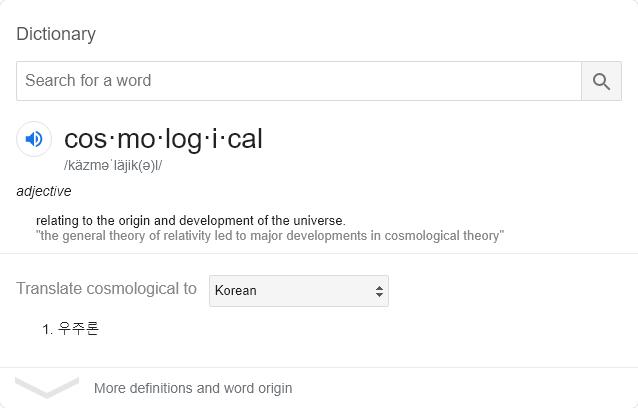 Dictionary
Search for a word
cos·mo·log·i·cal
/käzməˈläjik(ə)l/
adjective
relating to the origin and development of the universe.
"the general theory of relativity led to major developments in cosmological theory"
Translate cosmological to Korean
1. 우주론
More definitions and word origin